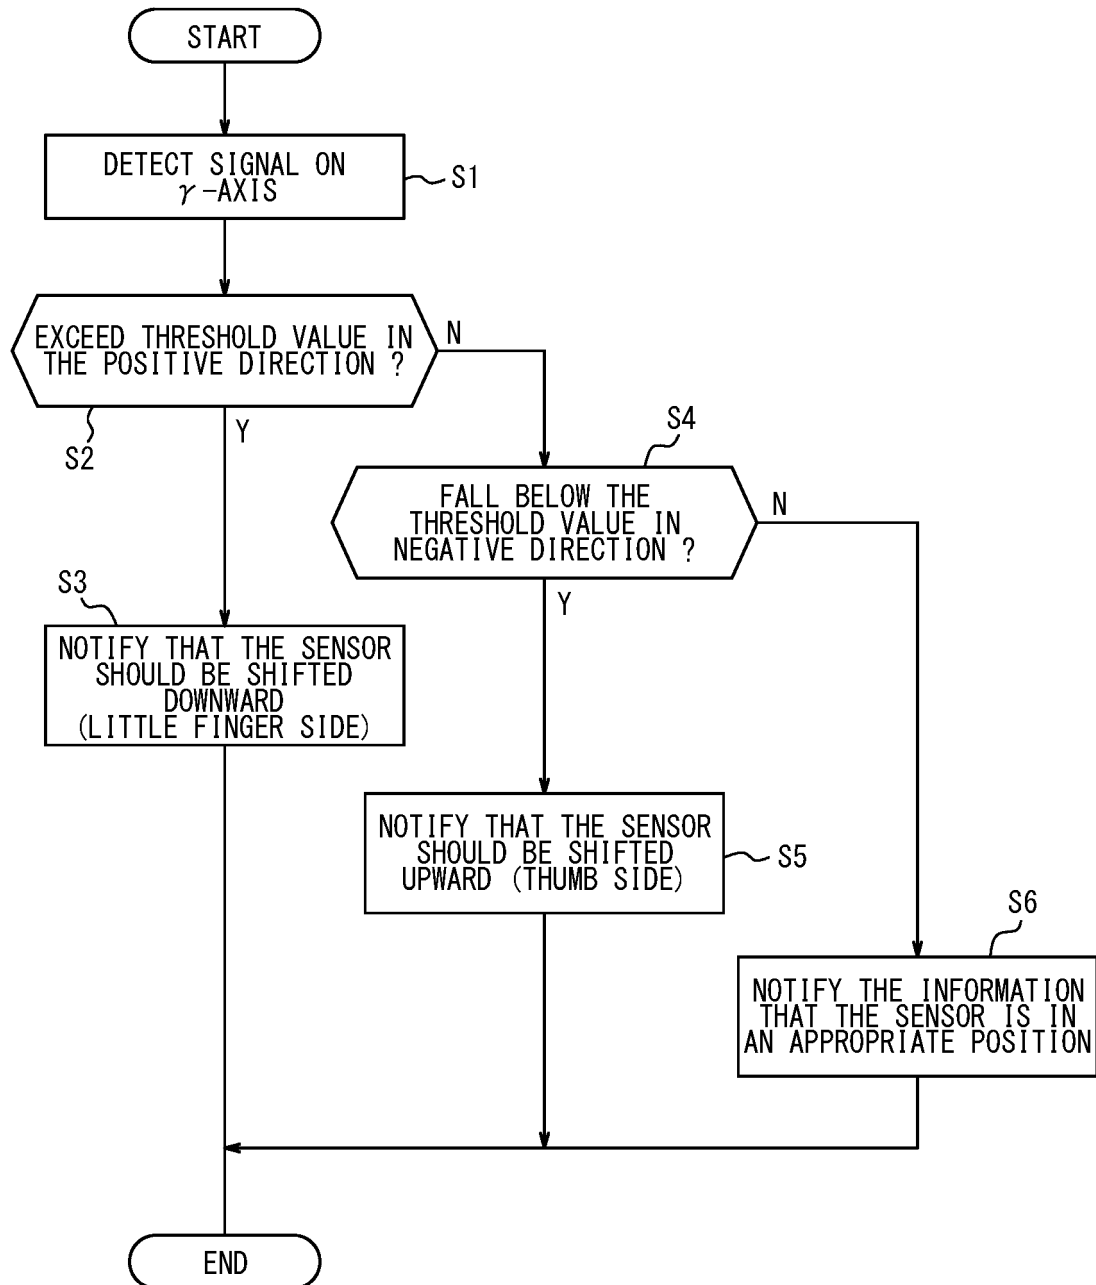 START
DETECT SIGNAL ON
γ-AXIS
S1
EXCEED THRESHOLD VALUE IN
THE POSITIVE DIRECTION ?
N
S2
Y
S4
FALL BELOW THE
THRESHOLD VALUE IN
NEGATIVE DIRECTION ?
N
Y
S3
NOTIFY THAT THE SENSOR
SHOULD BE SHIFTED
DOWNWARD
(LITTLE FINGER SIDE)
NOTIFY THAT THE SENSOR
SHOULD BE SHIFTED
UPWARD (THUMB SIDE)
S5
S6
NOTIFY THE INFORMATION
THAT THE SENSOR IS IN
AN APPROPRIATE POSITION
END